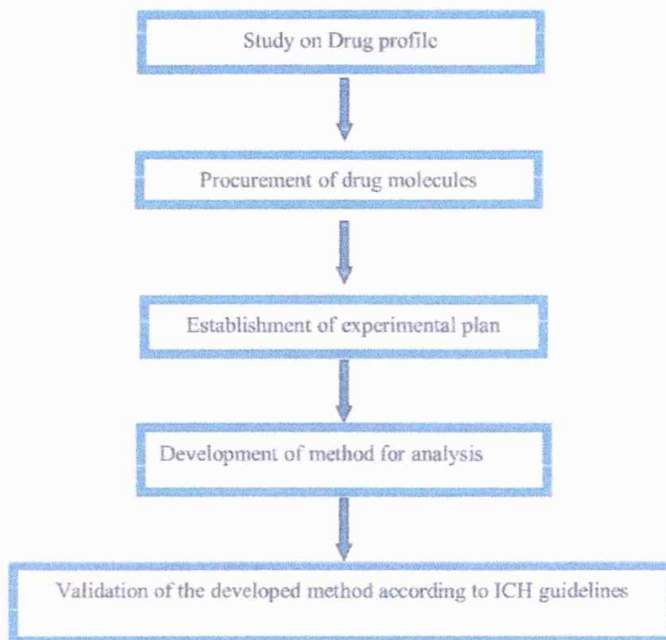 Study on Drug profile
Procurement of drug molecules
Establishment of experimental plan
Development of method for analysis
Validation of the developed method according to ICH guidelines